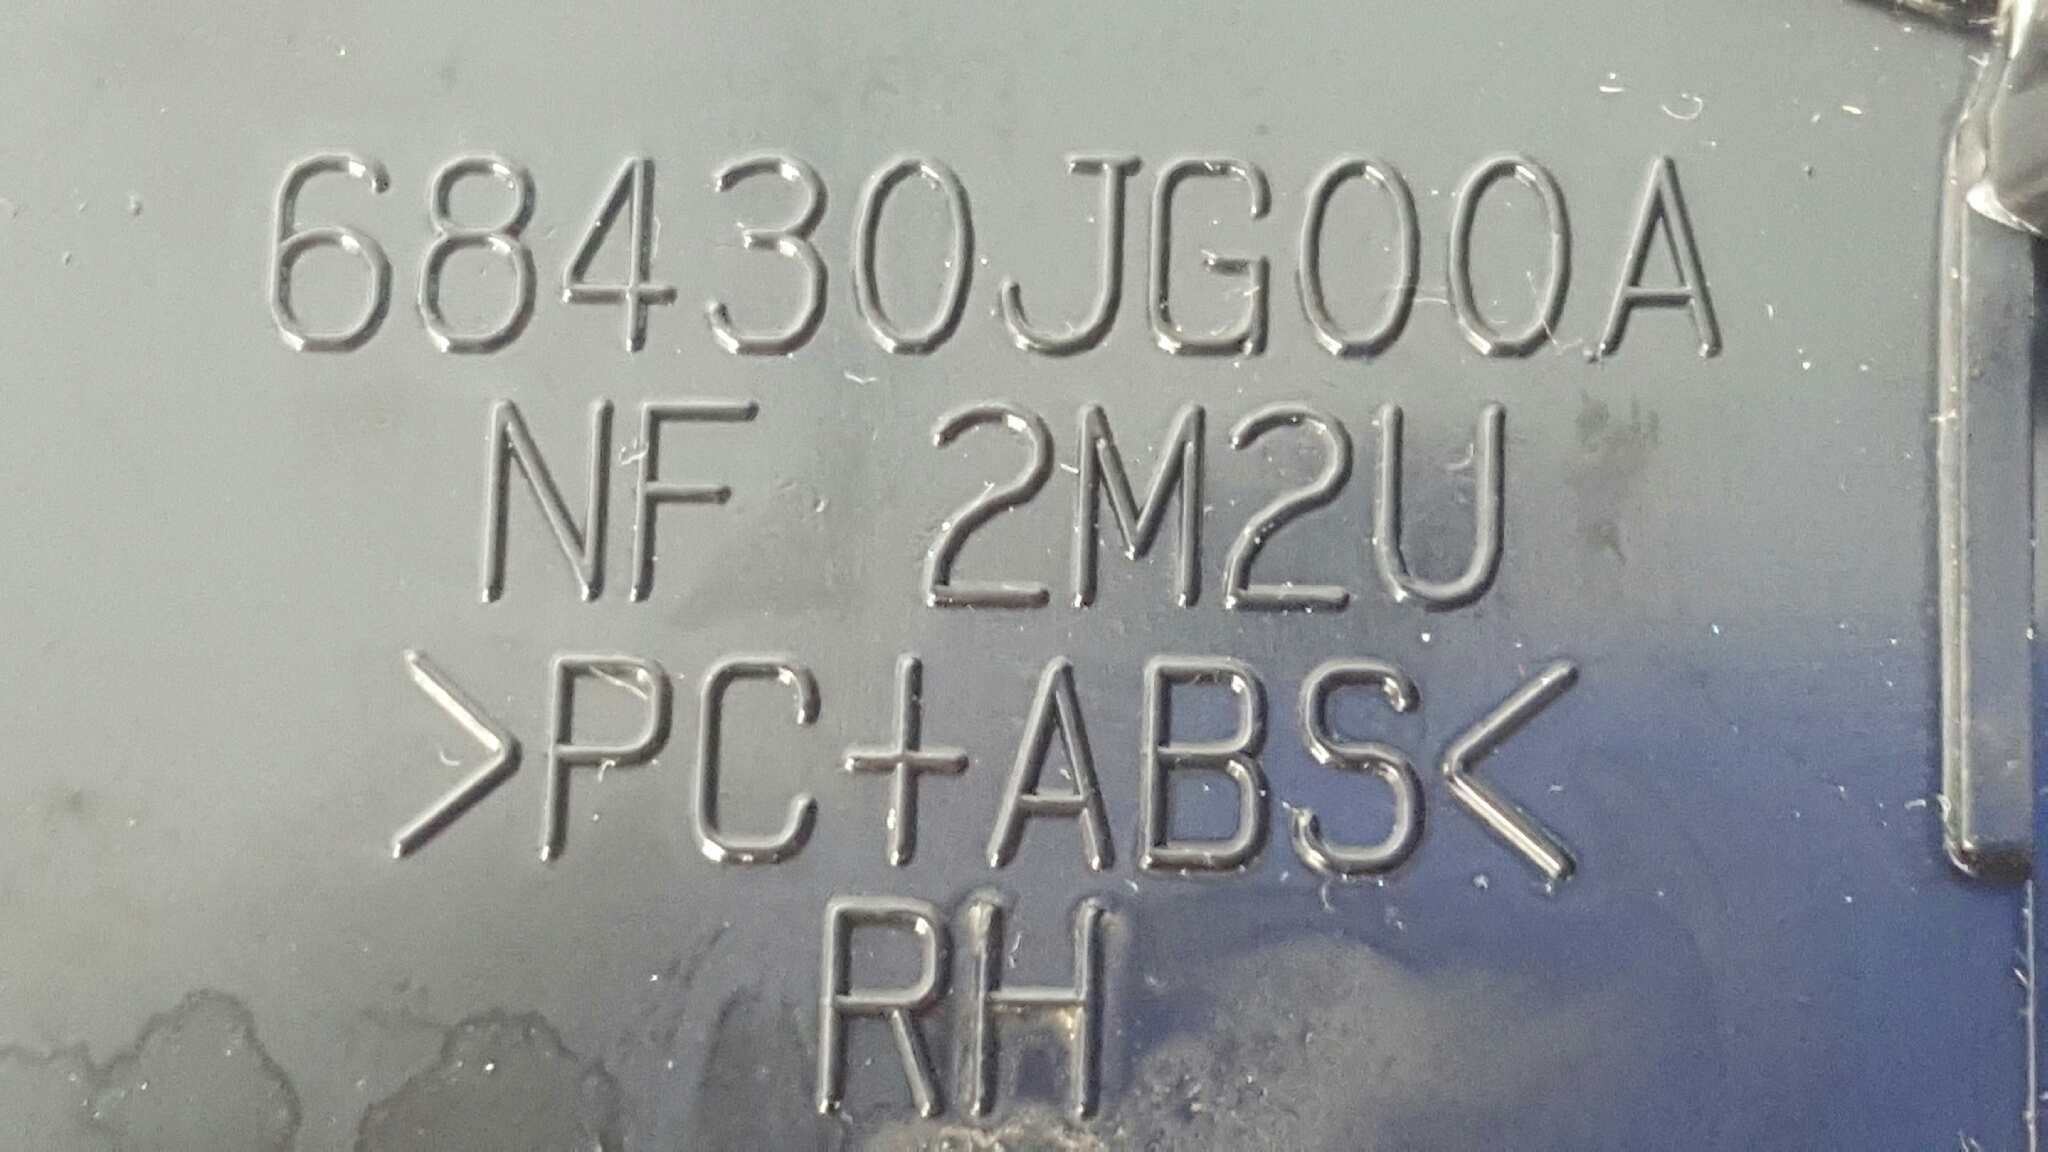 68430JG00A
NF 2M2U
>PC+ABS<
RH